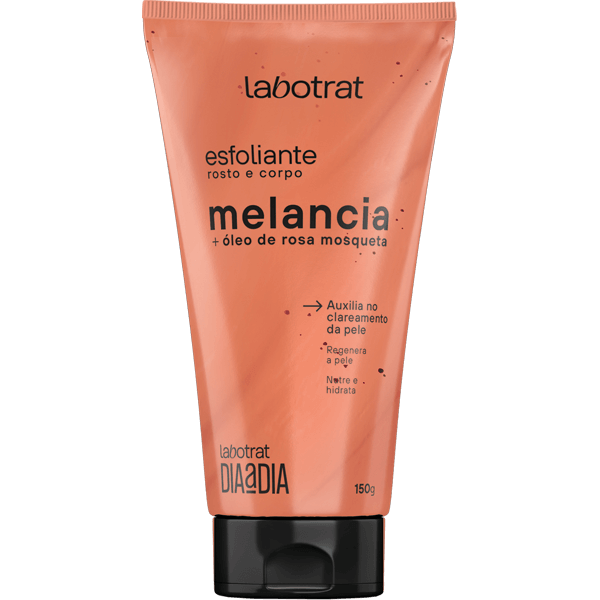 labotrat
esfoliante
rosto e corpo
melancia
+ óleo de rosa mosqueta
→ Auxilia no
clareamento
da pele
Regenera
a pele
Nutre e
hidrata
labotrat
DIAaDIA
150g